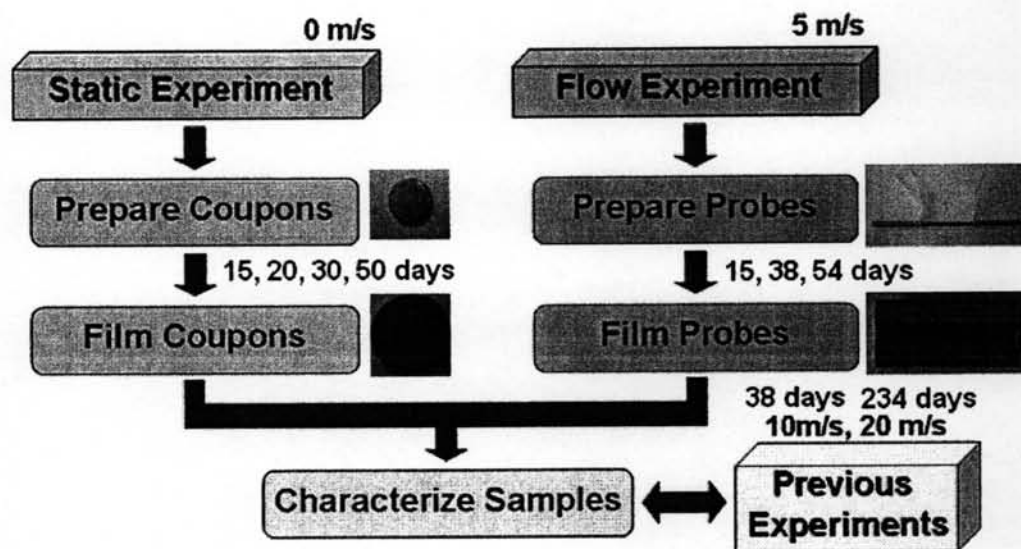 0 m/s
5 m/s
Static Experiment
Flow Experiment
Prepare Coupons
Prepare Probes
15, 20, 30, 50 days
15, 38, 54 days
Film Coupons
Film Probes
38 days 234 days
10m/s, 20 m/s
Characterize Samples
Previous
Experiments